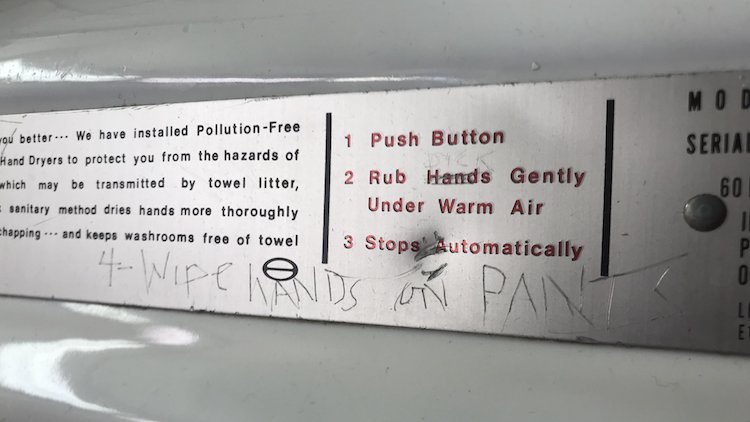 you better--- We have installed Pollution-Free
Hand Dryers to protect you from the hazards of
which may be transmitted by towel litter,
sanitary method dries hands more thoroughly
chapping--- and keeps washrooms free of towel
1 Push Button
DICK
2 Rub Hands Gently
Under Warm Air
3 Stops Automatically
4-WIPE HANDS ON PANTS
MOD
SERIA
60